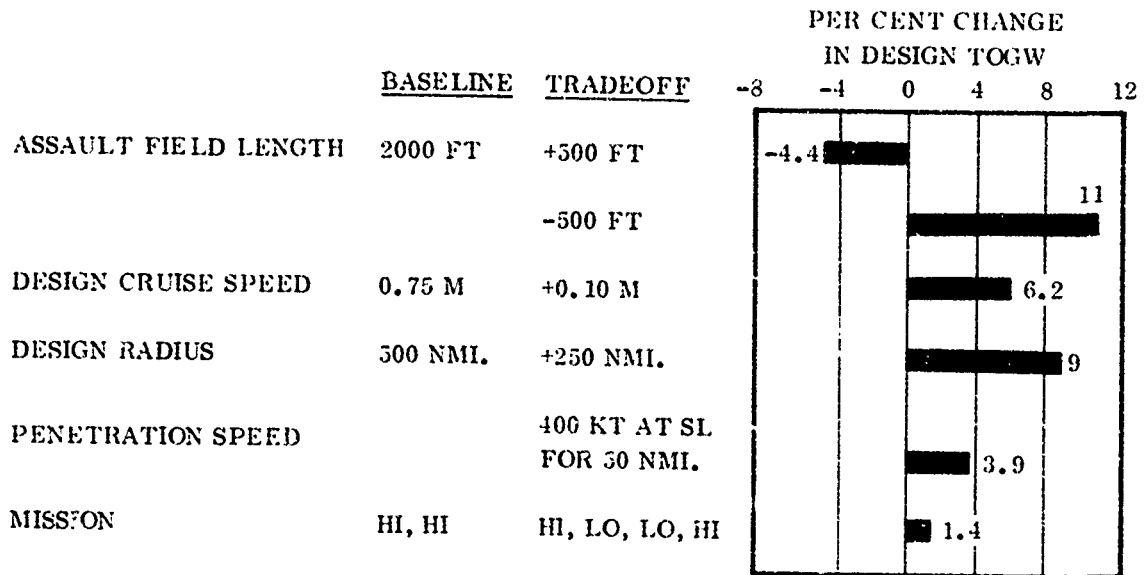 PER CENT CHANGE
IN DESIGN TOGW
BASELINE TRADEOFF -8 -4 0 4 8 12
ASSAULT FIELD LENGTH 2000 FT +500 FT -4.4
-500 FT 11
DESIGN CRUISE SPEED 0.75 M +0.10 M 6.2
DESIGN RADIUS 500 NMI. +250 NMI. 9
PENETRATION SPEED 400 KT AT SL
FOR 50 NMI. 3.9
MISSION HI, HI HI, LO, LO, HI 1.4